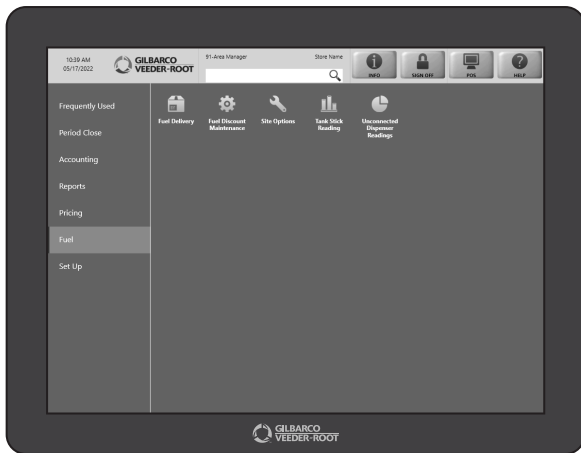 10:39 AM
05/17/2022
GILBARCO
VEEDER-ROOT
91-Area Manager
Store Name
INFO
SIGN OFF
POS
HELP
Frequently Used
Period Close
Accounting
Reports
Pricing
Fuel
Set Up
Fuel Delivery
Fuel Discount
Maintenance
Site Options
Tank Stick
Reading
Unconnected
Dispenser
Readings
GILBARCO
VEEDER-ROOT